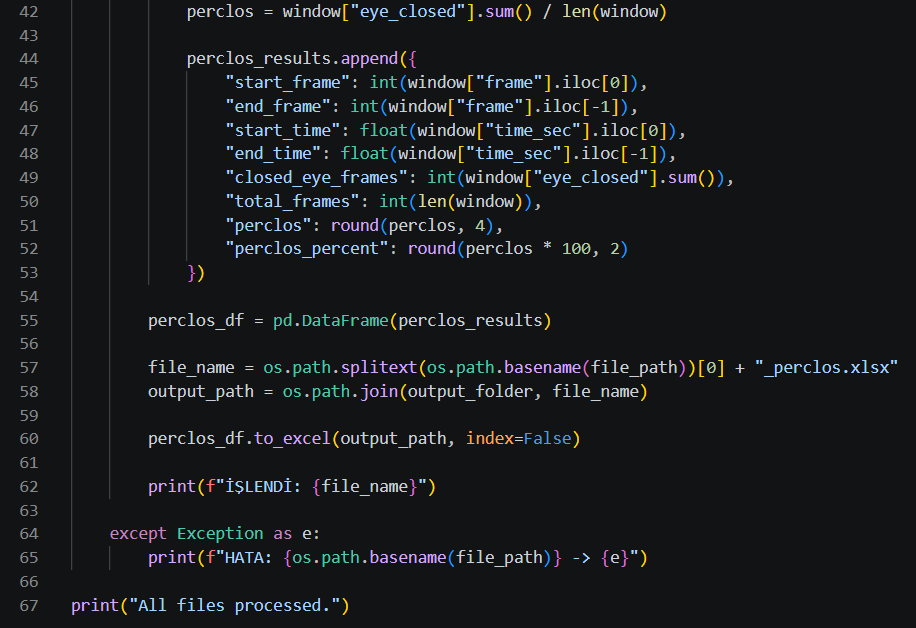 42 perclos = window["eye_closed"].sum() / len(window)
43
44 perclos_results.append({
45 "start_frame": int(window["frame"].iloc[0]),
46 "end_frame": int(window["frame"].iloc[-1]),
47 "start_time": float(window["time_sec"].iloc[0]),
48 "end_time": float(window["time_sec"].iloc[-1]),
49 "closed_eye_frames": int(window["eye_closed"].sum()),
50 "total_frames": int(len(window)),
51 "perclos": round(perclos, 4),
52 "perclos_percent": round(perclos * 100, 2)
53 })
54
55 perclos_df = pd.DataFrame(perclos_results)
56
57 file_name = os.path.splitext(os.path.basename(file_path))[0] + "_perclos.xlsx"
58 output_path = os.path.join(output_folder, file_name)
59
60 perclos_df.to_excel(output_path, index=False)
61
62 print(f"İŞLENDİ: {file_name}")
63
64 except Exception as e:
65 print(f"HATA: {os.path.basename(file_path)} -> {e}")
66
67 print("All files processed.")